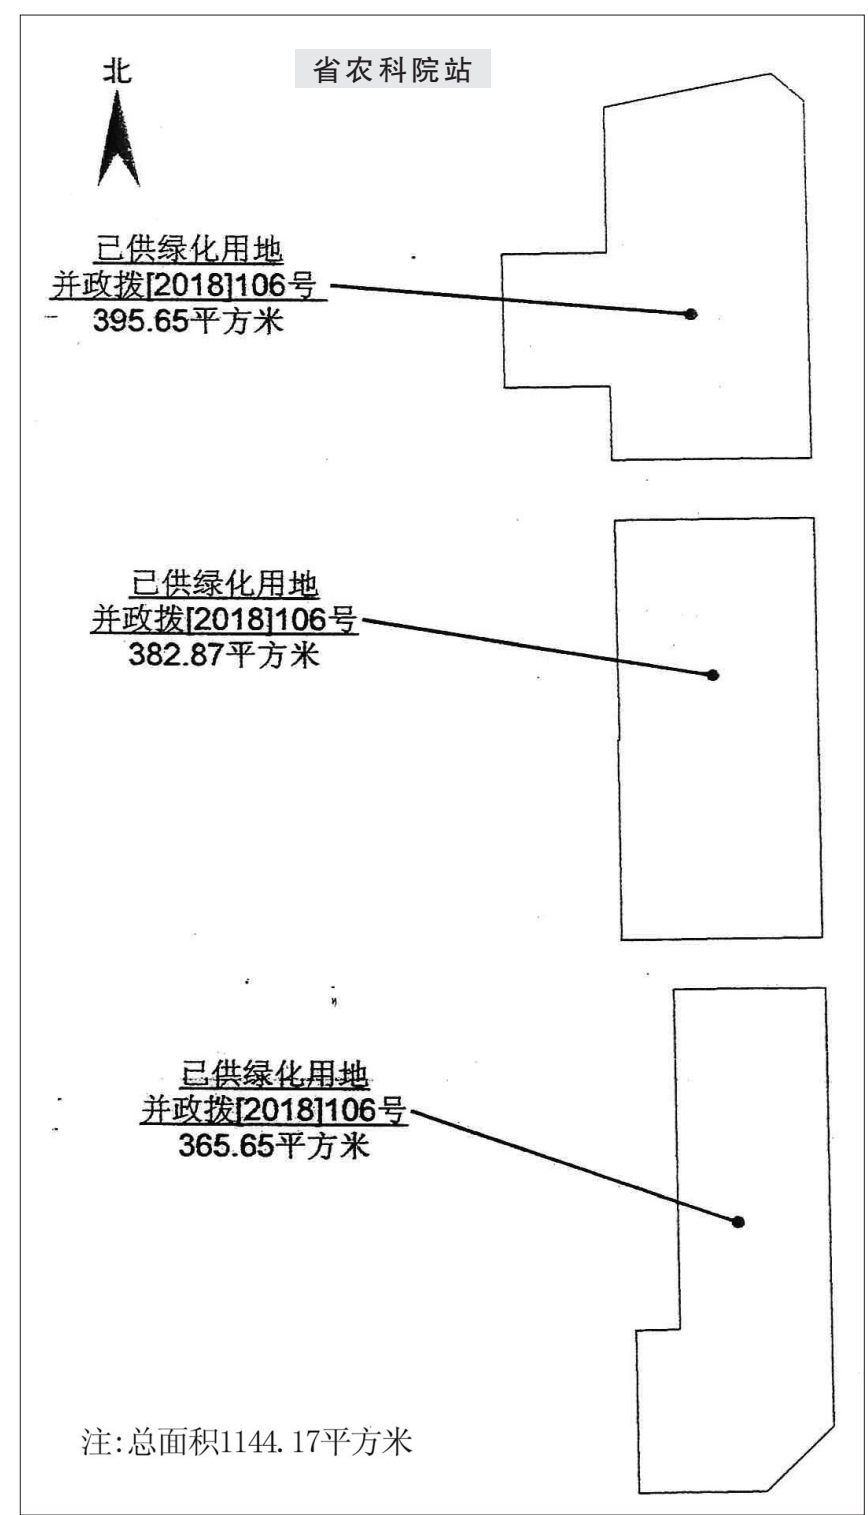 省农科院站
北
已供绿化用地
并政拨[2018]106号
395.65平方米
已供绿化用地
并政拨[2018]106号
382.87平方米
已供绿化用地
并政拨[2018]106号
365.65平方米
注:总面积1144.17平方米